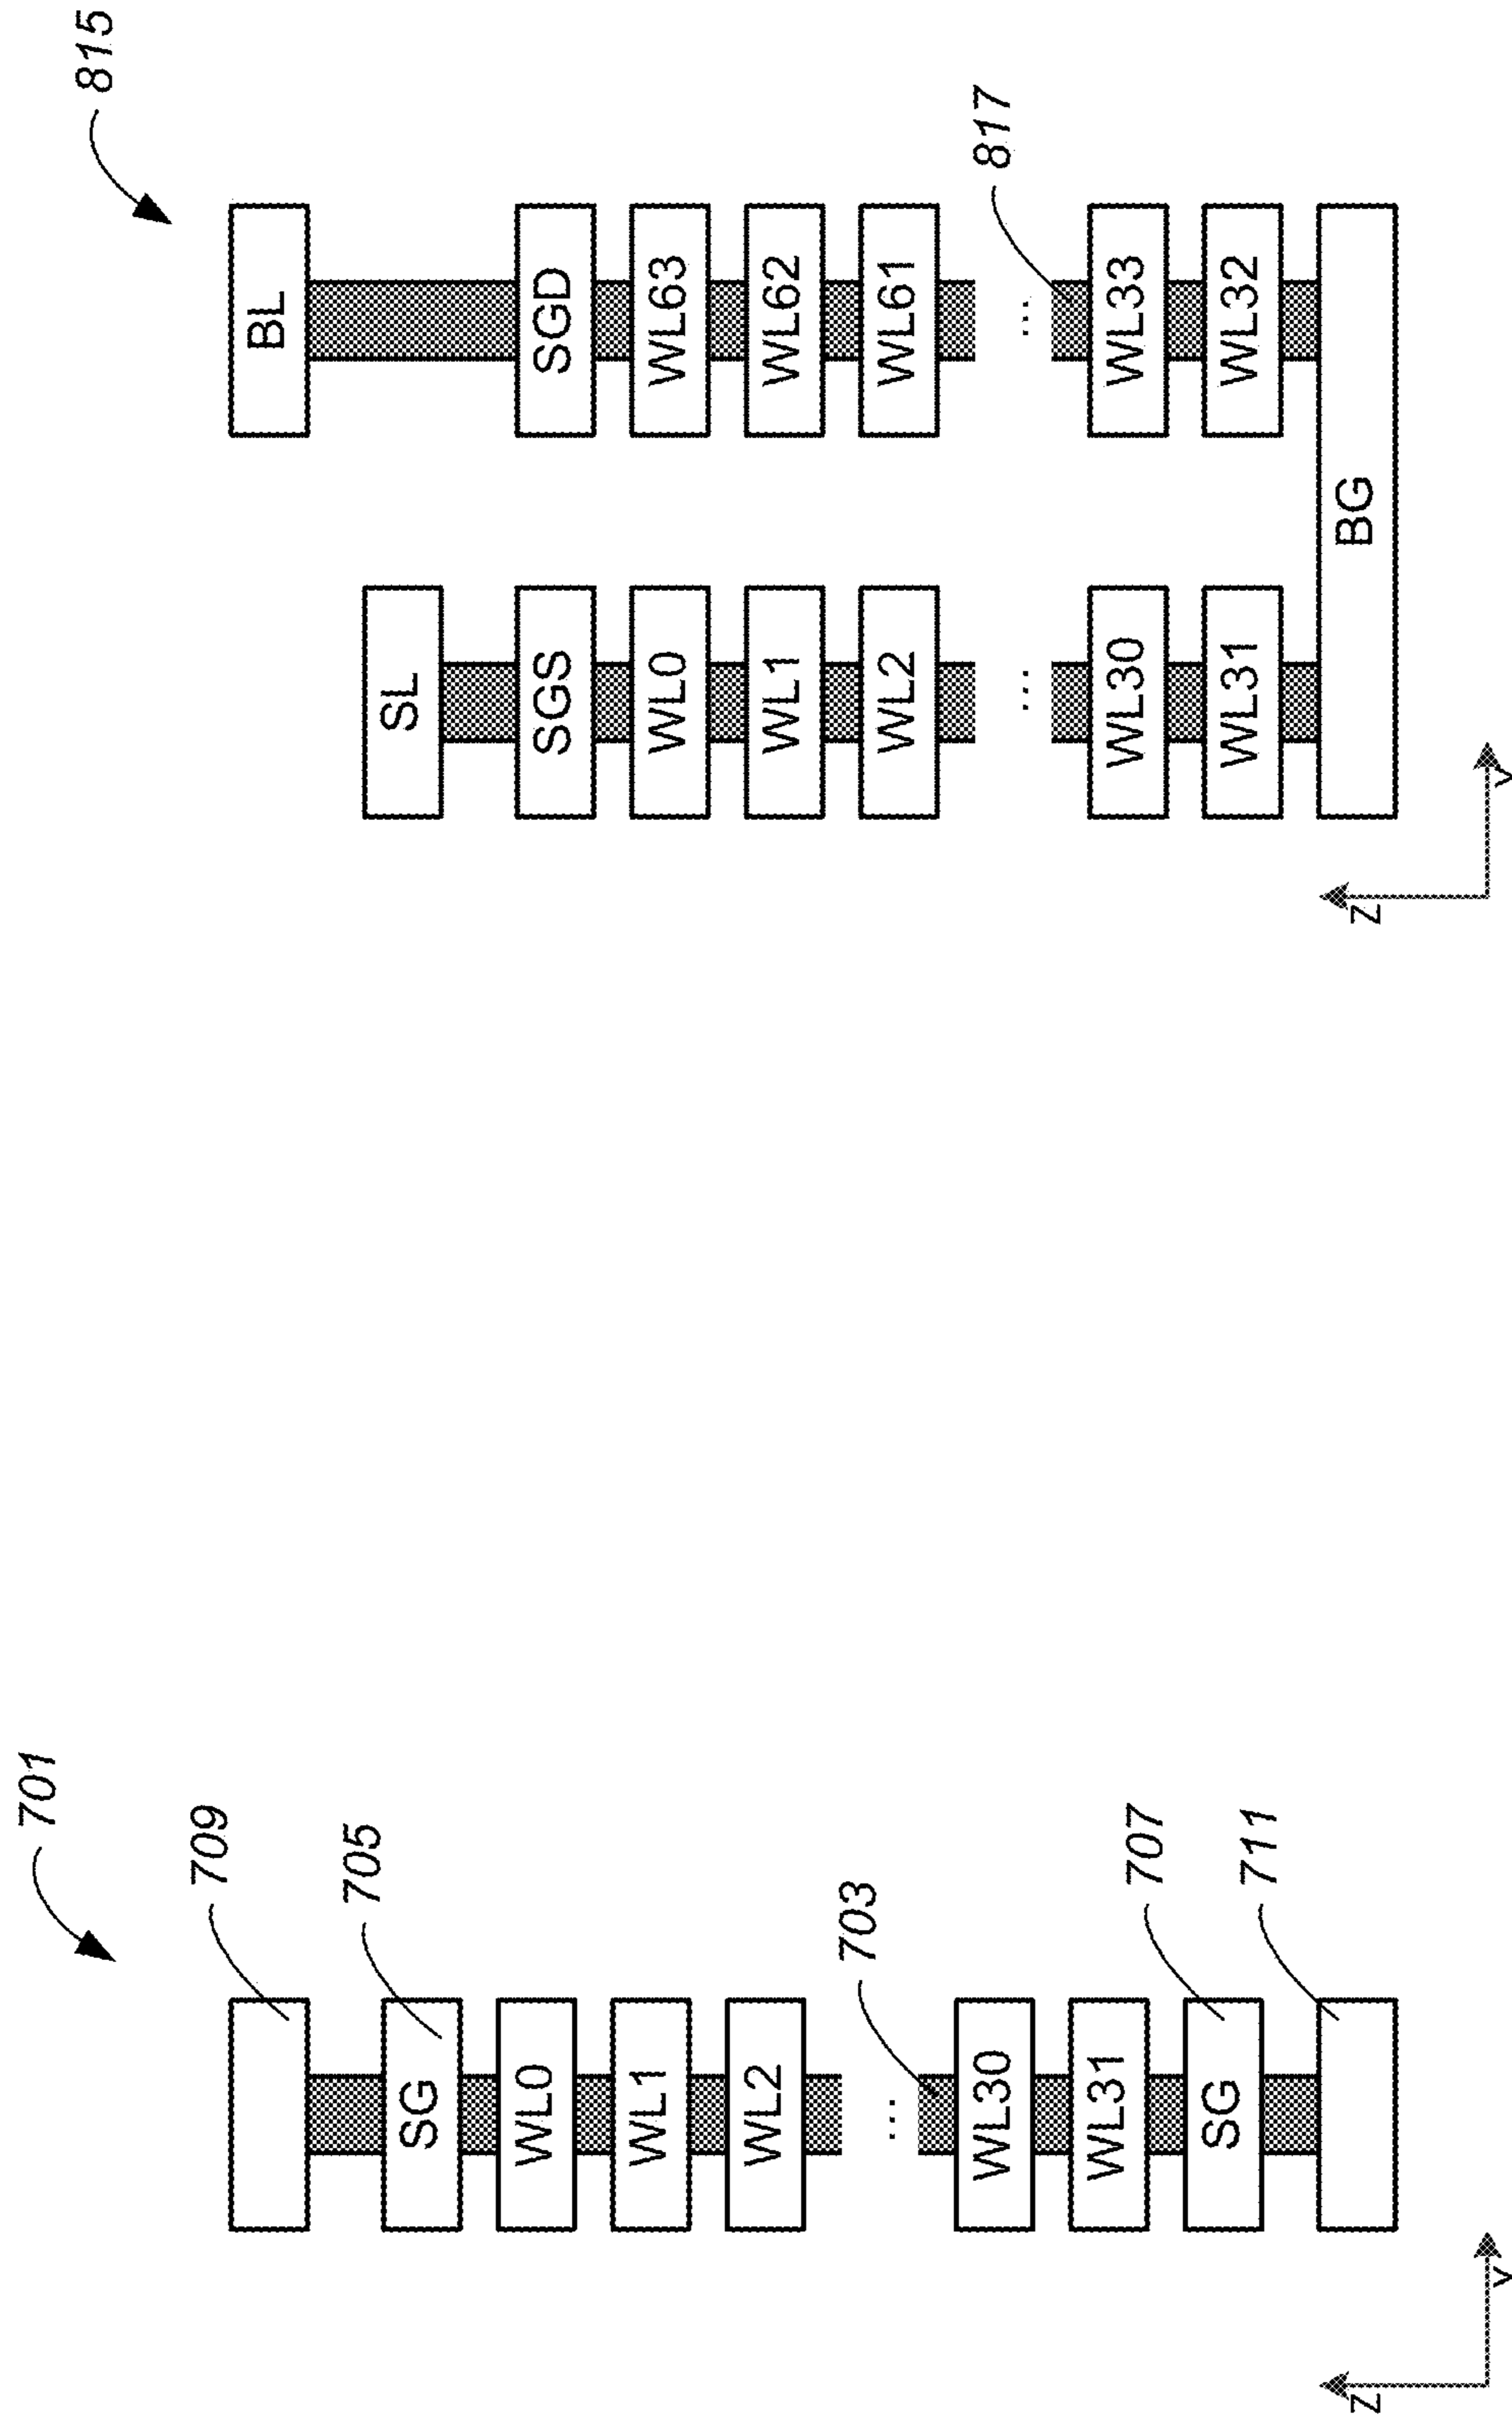 701
709
705
SG
WL0
WL1
WL2
...
703
WL30
WL31
SG
707
711
Z
Y
815
BL
SL
SGS
SGD
WL0
WL63
WL1
WL62
WL2
WL61
...
...
817
WL30
WL33
WL31
WL32
BG
Z
Y